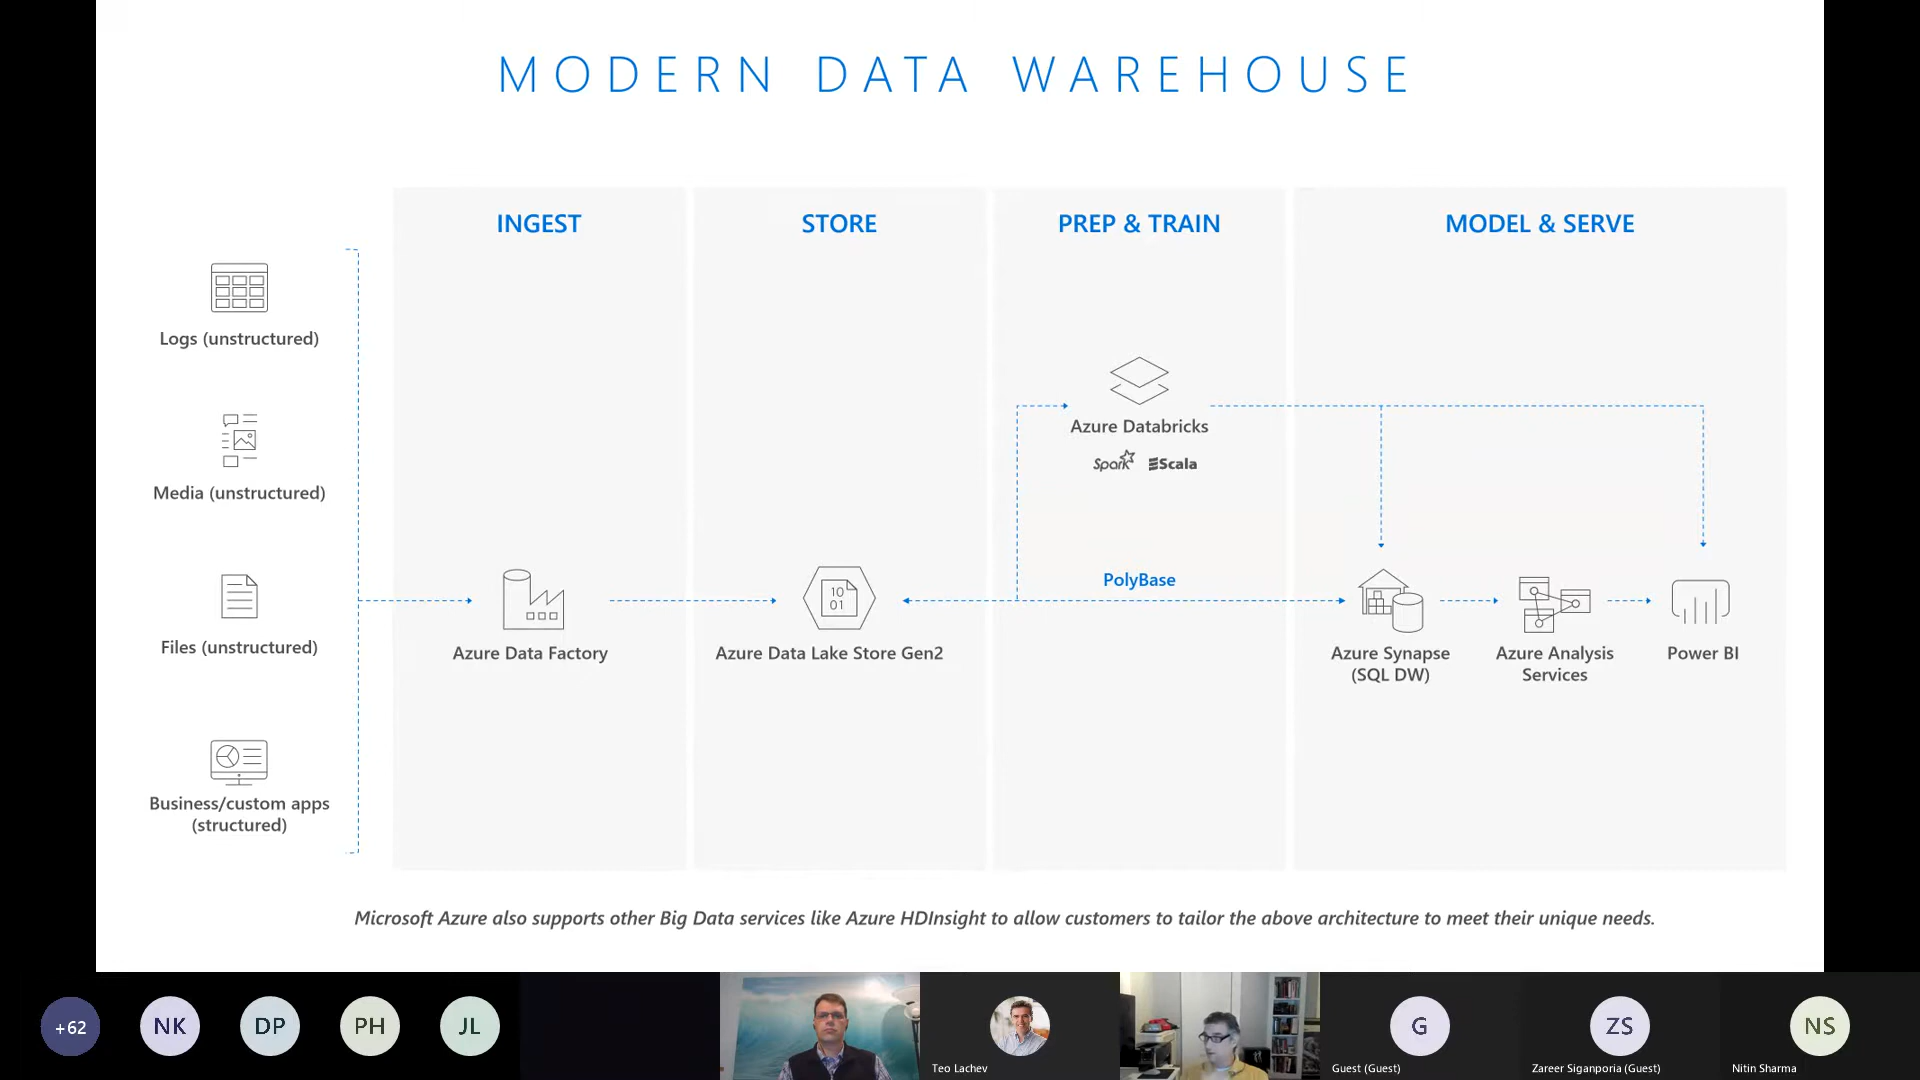 MODERN DATA WAREHOUSE
INGEST
STORE
PREP & TRAIN
MODEL & SERVE
Logs (unstructured)
Media (unstructured)
Files (unstructured)
Business/custom apps
(structured)
Azure Data Factory
10
01
Azure Data Lake Store Gen2
Azure Databricks
Spark
Scala
PolyBase
Azure Synapse
(SQL DW)
Azure Analysis
Services
Power BI
Microsoft Azure also supports other Big Data services like Azure HDInsight to allow customers to tailor the above architecture to meet their unique needs.
+62
NK
DP
PH
JL
Teo Lachev
G
Guest (Guest)
ZS
Zareer Siganporia (Guest)
NS
Nitin Sharma